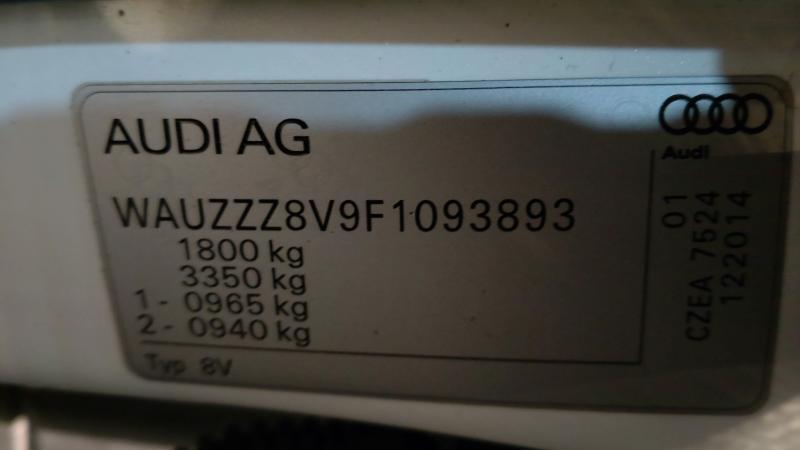 AUDI AG
Audi
WAUZZZ8V9F1093893
1800 kg
3350 kg
1 - 0965 kg
2 - 0940 kg
Typ 8V
01
CZEA 7524
122014